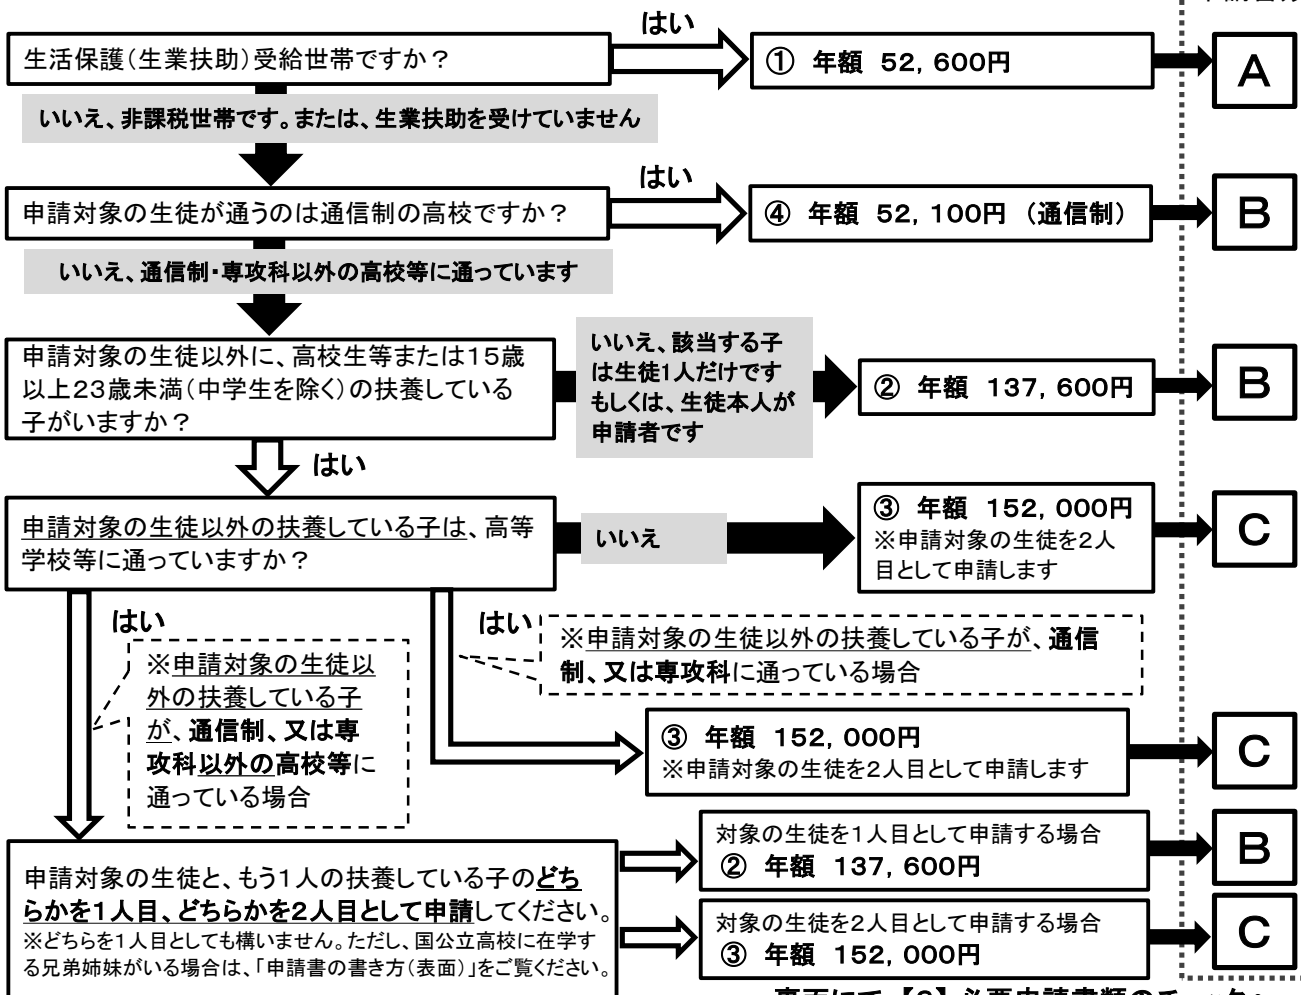 はい
生活保護（生業扶助）受給世帯ですか？
① 年額 52，600円
A
いいえ、非課税世帯です。または、生業扶助を受けていません
はい
申請対象の生徒が通うのは通信制の高校ですか？
④ 年額 52，100円 （通信制）
B
いいえ、通信制・専攻科以外の高校等に通っています
申請対象の生徒以外に、高校生等または15歳
以上23歳未満（中学生を除く）の扶養している
子がいますか？
いいえ、該当する子
は生徒1人だけです
もしくは、生徒本人が
申請者です
② 年額 137，600円
B
はい
申請対象の生徒以外の扶養している子は、高等
学校等に通っていますか？
いいえ
③ 年額 152，000円
※申請対象の生徒を2人
目として申請します
C
はい
※申請対象の生徒以
外の扶養している子
が、通信制、又は専
攻科以外の高校等に
通っている場合
はい
※申請対象の生徒以外の扶養している子が、通信
制、又は専攻科に通っている場合
③ 年額 152，000円
※申請対象の生徒を2人目として申請します
C
申請対象の生徒と、もう1人の扶養している子のどち
らかを1人目、どちらかを2人目として申請してください。
※どちらを1人目としても構いません。ただし、国公立高校に在学す
る兄弟姉妹がいる場合は、「申請書の書き方（表面）」をご覧ください。
対象の生徒を1人目として申請する場合
② 年額 137，600円
B
対象の生徒を2人目として申請する場合
③ 年額 152，000円
C